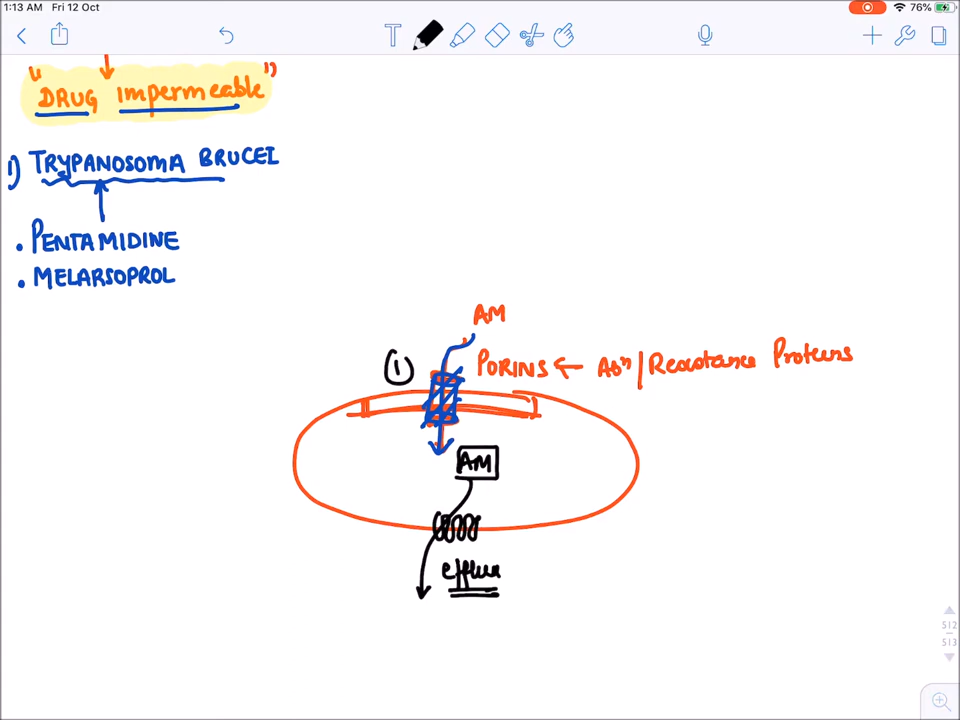 1:13 AM Fri 12 Oct
76%
T
"DRUG impermeable"
1) TRYPANOSOMA BRUCEI
• PENTAMIDINE
• MELARSOPROL
AM
① PORINS ← Abⁿ/Resistance Proteins
AM
efflux
512
513